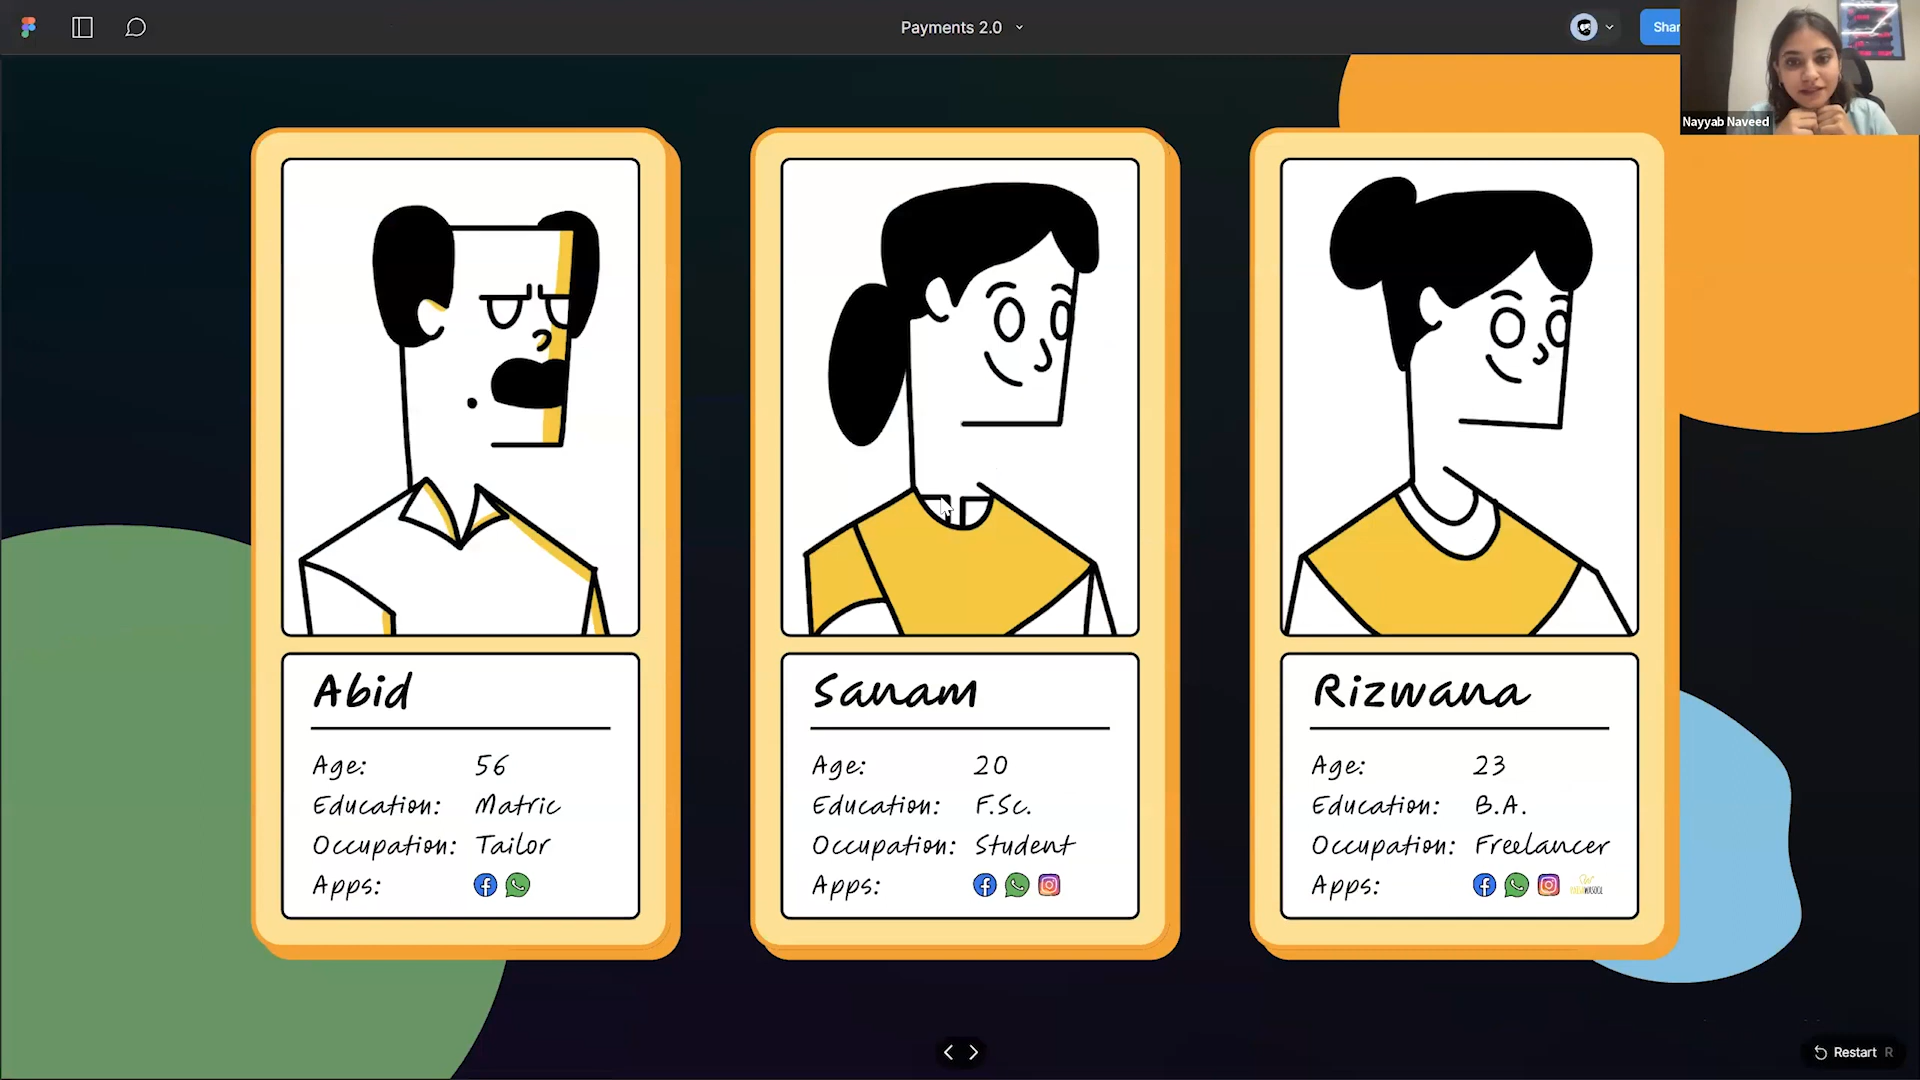 Payments 2.0
Shar
Nayyab Naveed
Abid
Age: 56
Education: Matric
Occupation: Tailor
Apps:
Sanam
Age: 20
Education: F.Sc.
Occupation: Student
Apps:
Rizwana
Age: 23
Education: B.A.
Occupation: Freelancer
Apps:
Restart R